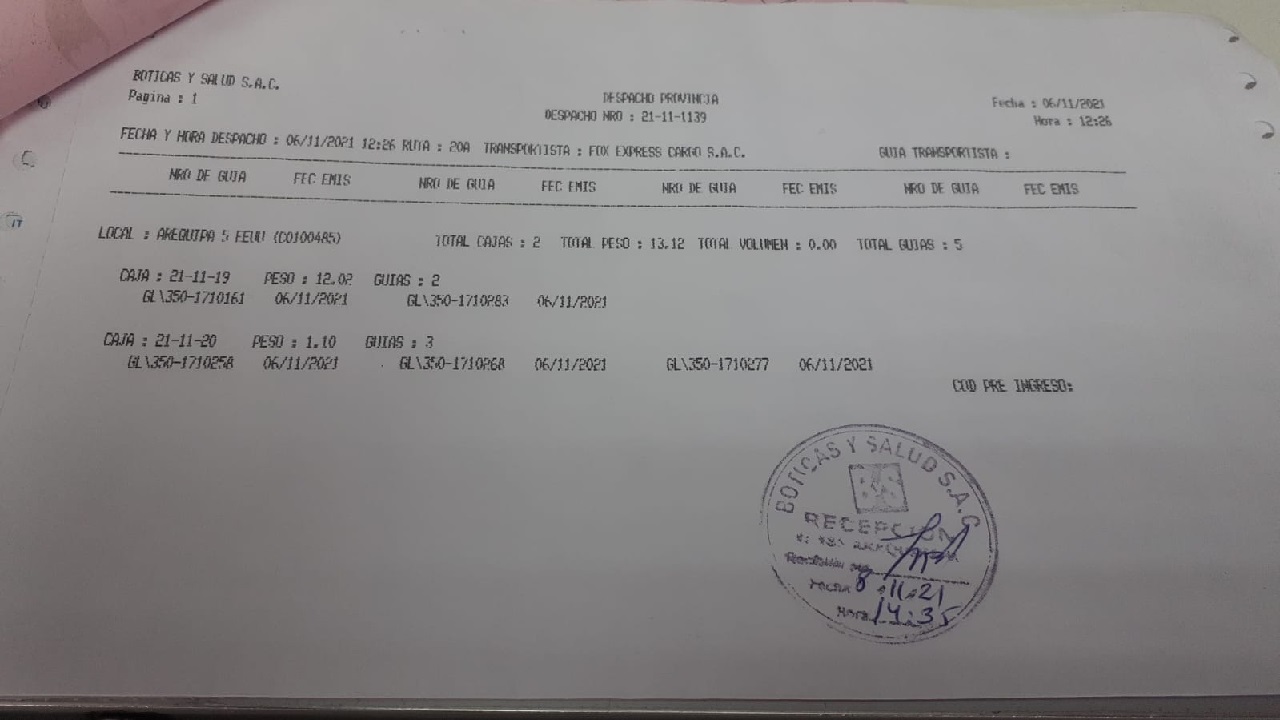 BOTICAS Y SALUD S.A.C.
Pagina : 1
DESPACHO PROVINCIA
DESPACHO NRO : 21-11-1139
Fecha : 06/11/2021
Hora : 12:26
FECHA Y HORA DESPACHO : 06/11/2021 12:26 RUTA : 20A TRANSPORTISTA : FOX EXPRESS CARGO S.A.C. GUIA TRANSPORTISTA :
NRO DE GUIA FEC EMIS NRO DE GUIA FEC EMIS NRO DE GUIA FEC EMIS NRO DE GUIA FEC EMIS
LOCAL : AREQUIPA 5 EEUU (C0100485) TOTAL CAJAS : 2 TOTAL PESO : 13.12 TOTAL VOLUMEN : 0.00 TOTAL GUIAS : 5
CAJA : 21-11-19 PESO : 12.02 GUIAS : 2
GL\350-1710161 06/11/2021 GL\350-1710283 06/11/2021
CAJA : 21-11-20 PESO : 1.10 GUIAS : 3
GL\350-1710258 06/11/2021 GL\350-1710268 06/11/2021 GL\350-1710277 06/11/2021
COD PRE INGRESO:
BOTICAS Y SALUD S.A.C
RECEPCION
Fecha 8.11.21
Hora 14:35